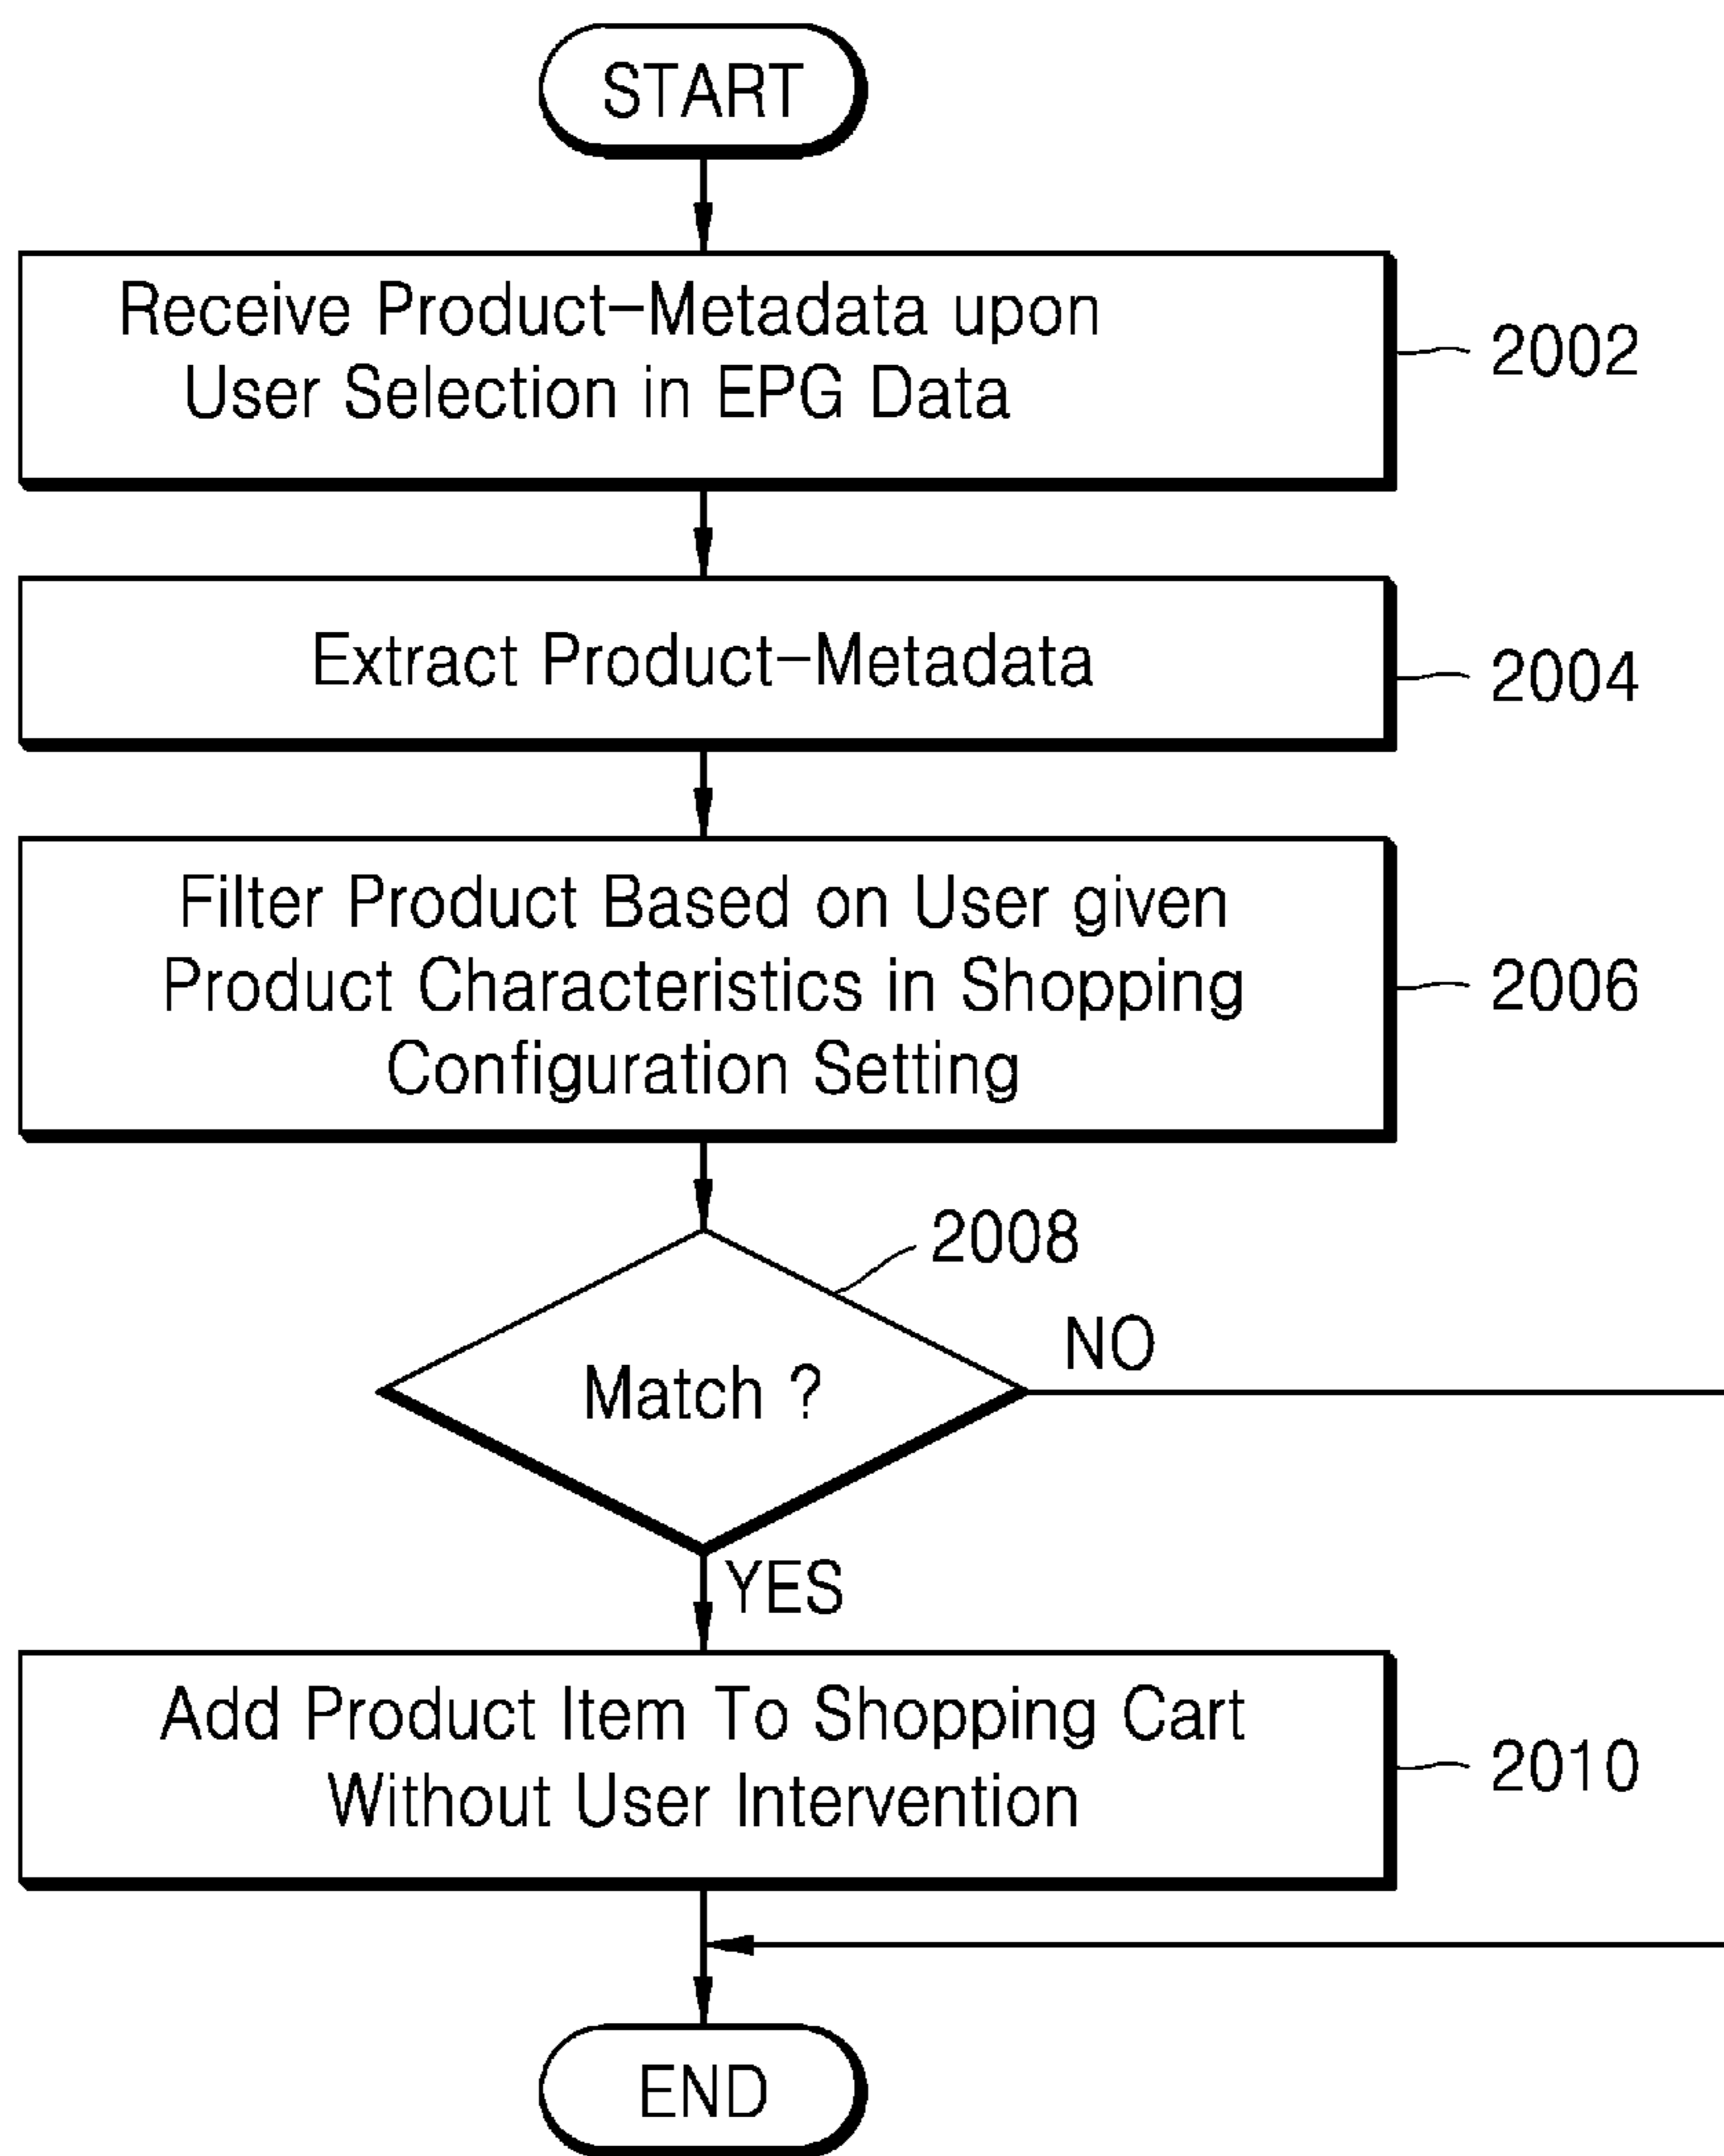 START
Receive Product-Metadata upon
User Selection in EPG Data
2002
Extract Product-Metadata
2004
Filter Product Based on User given
Product Characteristics in Shopping
Configuration Setting
2006
2008
NO
Match ?
YES
Add Product Item To Shopping Cart
Without User Intervention
2010
END